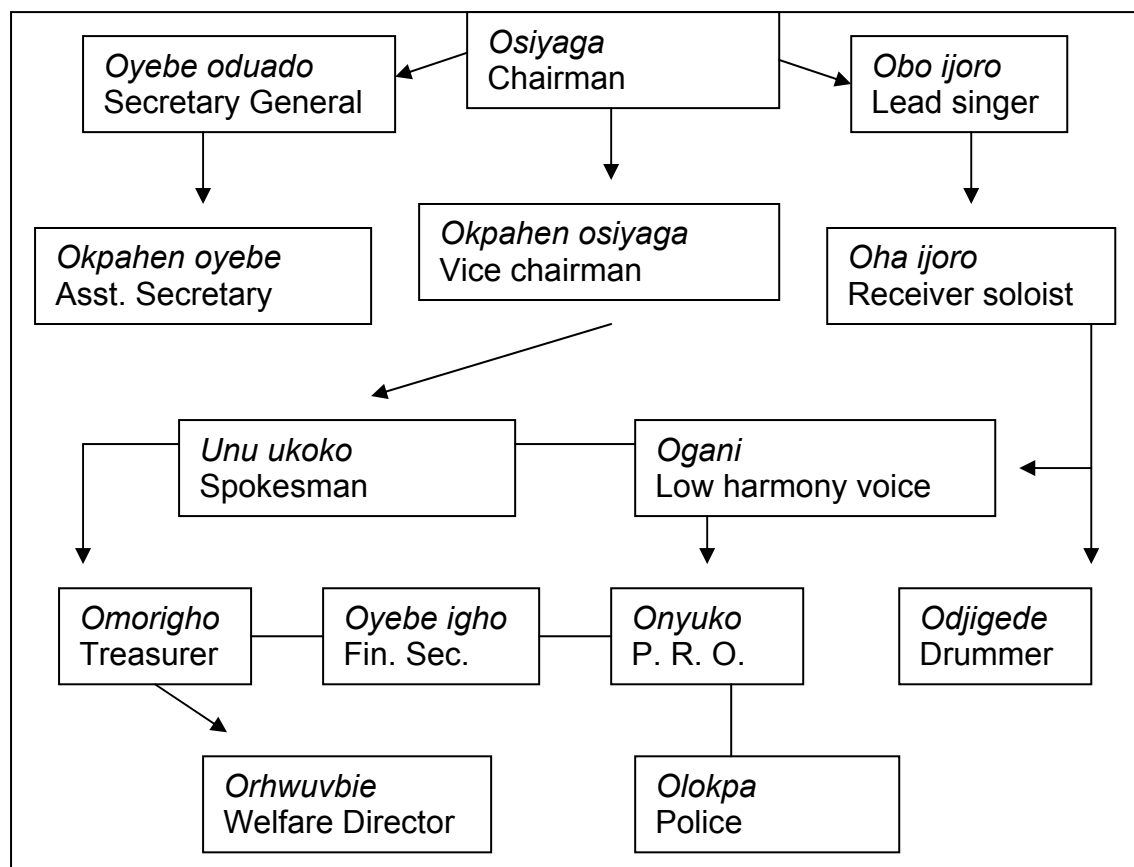 Osiyaga
Chairman
Oyebe oduado
Secretary General
Obo ijoro
Lead singer
Okpahen oyebe
Asst. Secretary
Okpahen osiyaga
Vice chairman
Oha ijoro
Receiver soloist
Unu ukoko
Spokesman
Ogani
Low harmony voice
Omorigho
Treasurer
Oyebe igho
Fin. Sec.
Onyuko
P. R. O.
Odjigede
Drummer
Orhwuvbie
Welfare Director
Olokpa
Police